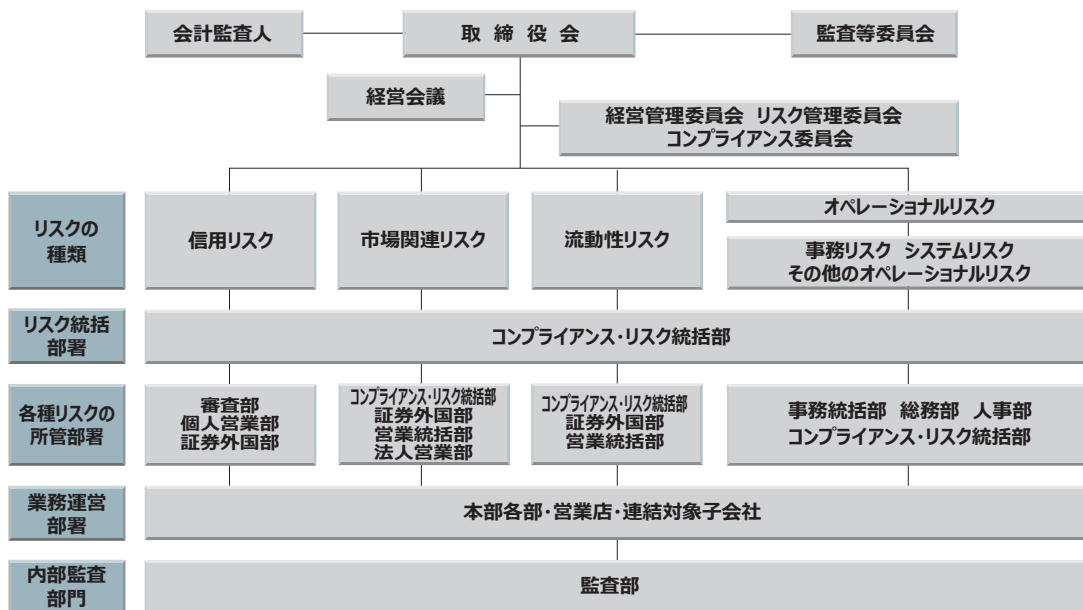 会計監査人
取締役会
監査等委員会
経営会議
経営管理委員会 リスク管理委員会
コンプライアンス委員会
リスクの
種類
信用リスク
市場関連リスク
流動性リスク
オペレーショナルリスク
事務リスク システムリスク
その他のオペレーショナルリスク
リスク統括
部署
コンプライアンス・リスク統括部
各種リスクの
所管部署
審査部
個人営業部
証券外国部
コンプライアンス・リスク統括部
証券外国部
営業統括部
法人営業部
コンプライアンス・リスク統括部
証券外国部
営業統括部
事務統括部 総務部 人事部
コンプライアンス・リスク統括部
業務運営
部署
本部各部・営業店・連結対象子会社
内部監査
部門
監査部